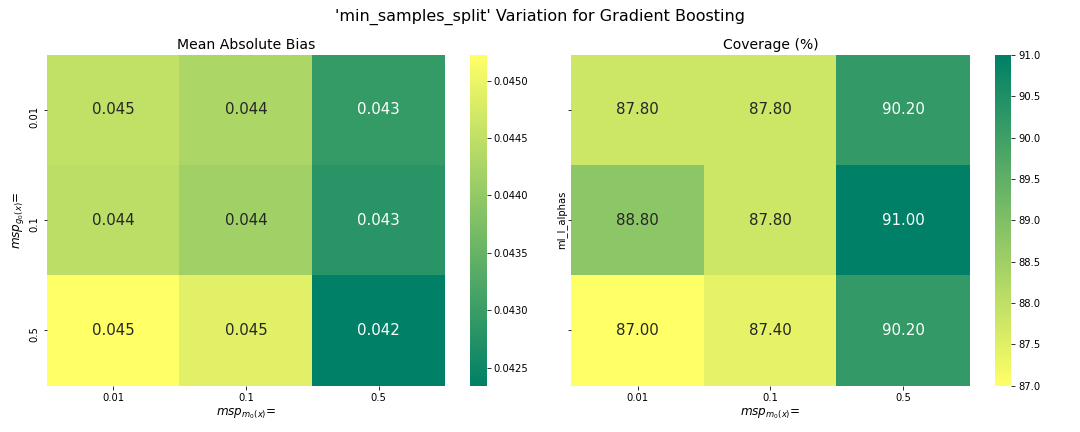 'min_samples_split' Variation for Gradient Boosting
Mean Absolute Bias
0.01
0.1
0.5
msp_{g_0(x)}=
0.045 0.044 0.043
0.044 0.044 0.043
0.045 0.045 0.042
0.01 0.1 0.5
msp_{m_0(x)}=
0.0450
0.0445
0.0440
0.0435
0.0430
0.0425
Coverage (%)
ml_l_alphas
87.80 87.80 90.20
88.80 87.80 91.00
87.00 87.40 90.20
0.01 0.1 0.5
msp_{m_0(x)}=
91.0
90.5
90.0
89.5
89.0
88.5
88.0
87.5
87.0